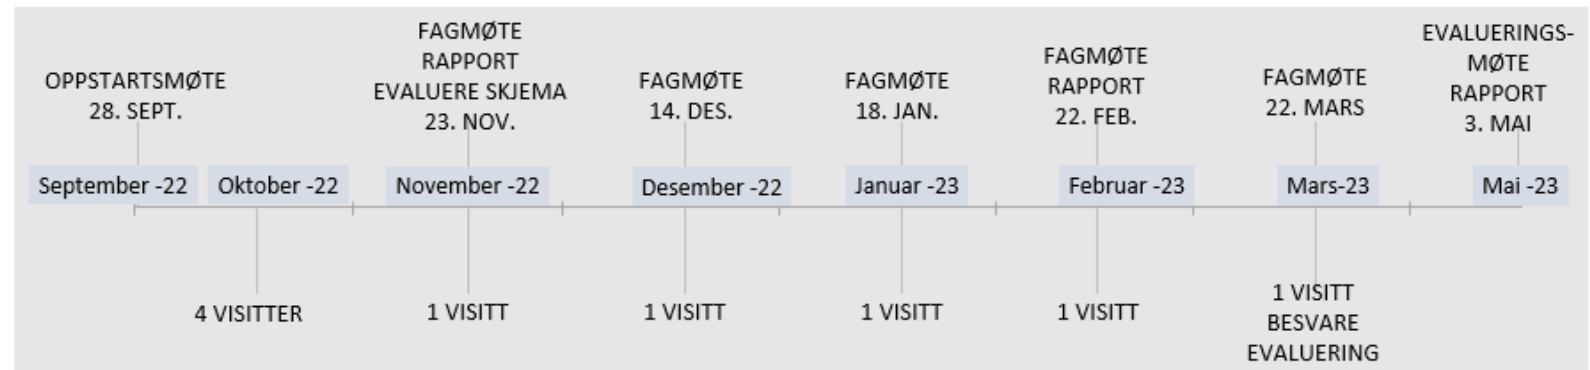 OPPSTARTSMØTE
28. SEPT.
FAGMØTE
RAPPORT
EVALUERE SKJEMA
23. NOV.
FAGMØTE
14. DES.
FAGMØTE
18. JAN.
FAGMØTE
RAPPORT
22. FEB.
FAGMØTE
22. MARS
EVALUERINGS-
MØTE
RAPPORT
3. MAI
September -22
Oktober -22
November -22
Desember -22
Januar -23
Februar -23
Mars-23
Mai -23
4 VISITTER
1 VISITT
1 VISITT
1 VISITT
1 VISITT
1 VISITT
BESVARE
EVALUERING